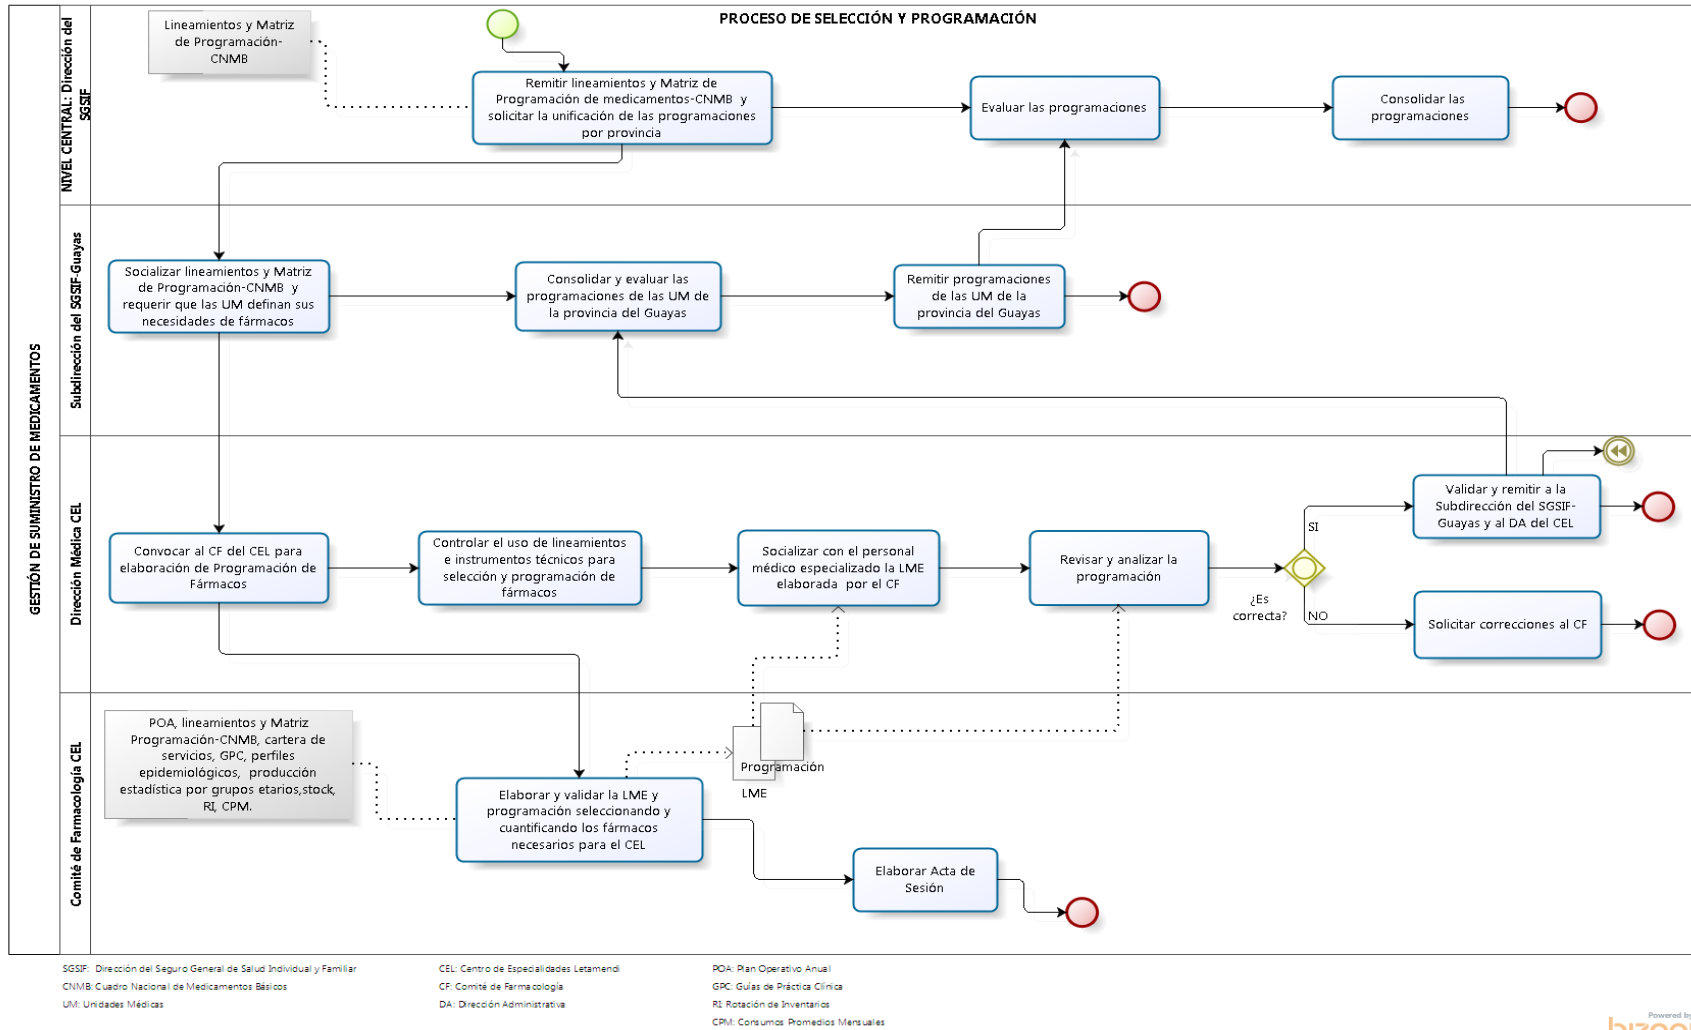 PROCESO DE SELECCIÓN Y PROGRAMACIÓN
GESTIÓN DE SUMINISTRO DE MEDICAMENTOS
NIVEL CENTRAL: Dirección del
SGSIF
Lineamientos y Matriz
de Programación-
CNMB
Remitir lineamientos y Matriz de
Programación de medicamentos-CNMB y
solicitar la unificación de las programaciones
por provincia
Evaluar las programaciones
Consolidar las
programaciones
Subdirección del SGSIF-Guayas
Socializar lineamientos y Matriz
de Programación-CNMB y
requerir que las UM definan sus
necesidades de fármacos
Consolidar y evaluar las
programaciones de las UM de
la provincia del Guayas
Remitir programaciones
de las UM de la
provincia del Guayas
Dirección Médica CEL
Convocar al CF del CEL para
elaboración de Programación de
Fármacos
Controlar el uso de lineamientos
e instrumentos técnicos para
selección y programación de
fármacos
Socializar con el personal
médico especializado la LME
elaborada por el CF
Revisar y analizar la
programación
¿Es
correcta?
SI
NO
Validar y remitir a la
Subdirección del SGSIF-
Guayas y al DA del CEL
Solicitar correcciones al CF
Comité de Farmacología CEL
POA, lineamientos y Matriz
Programación-CNMB, cartera de
servicios, GPC, perfiles
epidemiológicos, producción
estadística por grupos etarios,stock,
RI, CPM.
Elaborar y validar la LME y
programación seleccionando y
cuantificando los fármacos
necesarios para el CEL
Programación
LME
Elaborar Acta de
Sesión
SGSIF: Dirección del Seguro General de Salud Individual y Familiar
CNMB: Cuadro Nacional de Medicamentos Básicos
UM: Unidades Médicas
CEL: Centro de Especialidades Letamendi
CF: Comité de Farmacología
DA: Dirección Administrativa
POA: Plan Operativo Anual
GPC: Guías de Práctica Clínica
RI: Rotación de Inventarios
CPM: Consumos Promedios Mensuales
Powered by